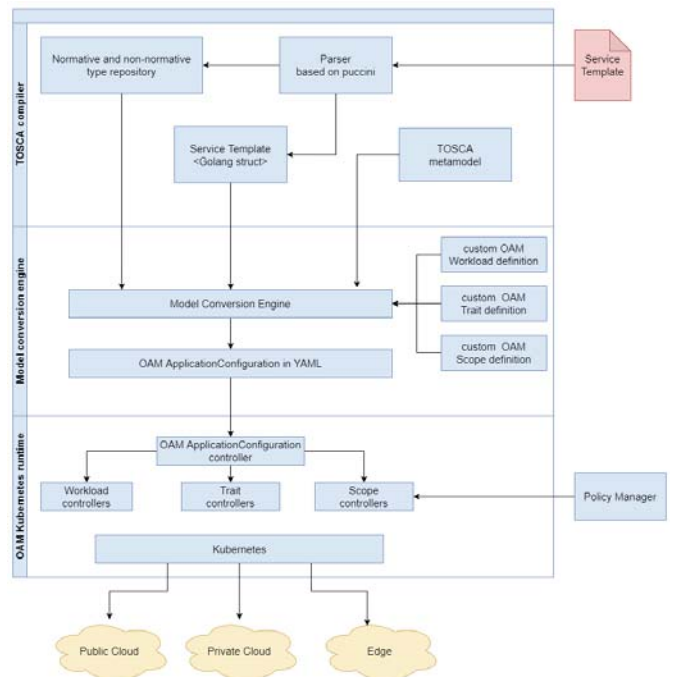 TOSCA compiler
Normative and non-normative
type repository
Parser
based on puccini
Service
Template
Service Template
<Golang struct>
TOSCA
metamodel
Model conversion engine
custom OAM
Workload definition
Model Conversion Engine
custom OAM
Trait definition
custom OAM
Scope definition
OAM ApplicationConfiguration in YAML
OAM Kubernetes runtime
OAM ApplicationConfiguration
controller
Workload
controllers
Trait
controllers
Scope
controllers
Policy Manager
Kubernetes
Public Cloud
Private Cloud
Edge